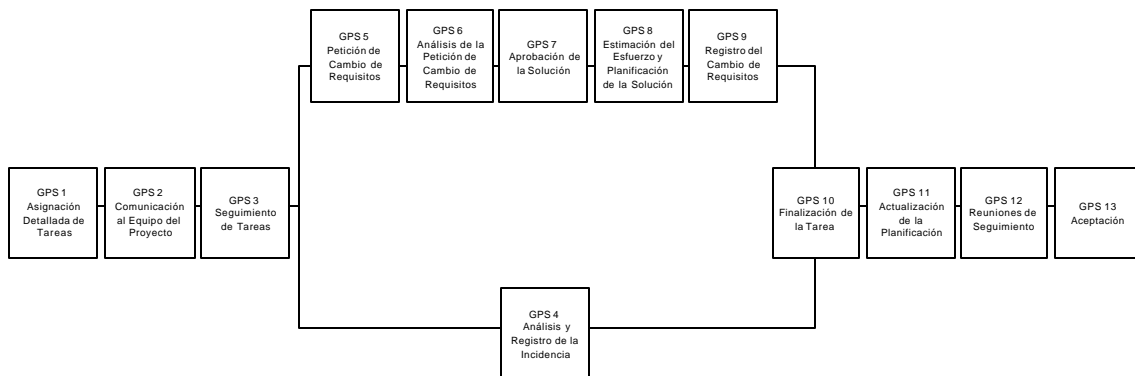 GPS 5
Petición de
Cambio de
Requisitos
GPS 6
Análisis de la
Petición de
Cambio de
Requisitos
GPS 7
Aprobación de
la Solución
GPS 8
Estimación del
Esfuerzo y
Planificación
de la Solución
GPS 9
Registro del
Cambio de
Requisitos
GPS 1
Asignación
Detallada de
Tareas
GPS 2
Comunicación
al Equipo del
Proyecto
GPS 3
Seguimiento
de Tareas
GPS 10
Finalización de
la Tarea
GPS 11
Actualización
de la
Planificación
GPS 12
Reuniones de
Seguimiento
GPS 13
Aceptación
GPS 4
Análisis y
Registro de la
Incidencia